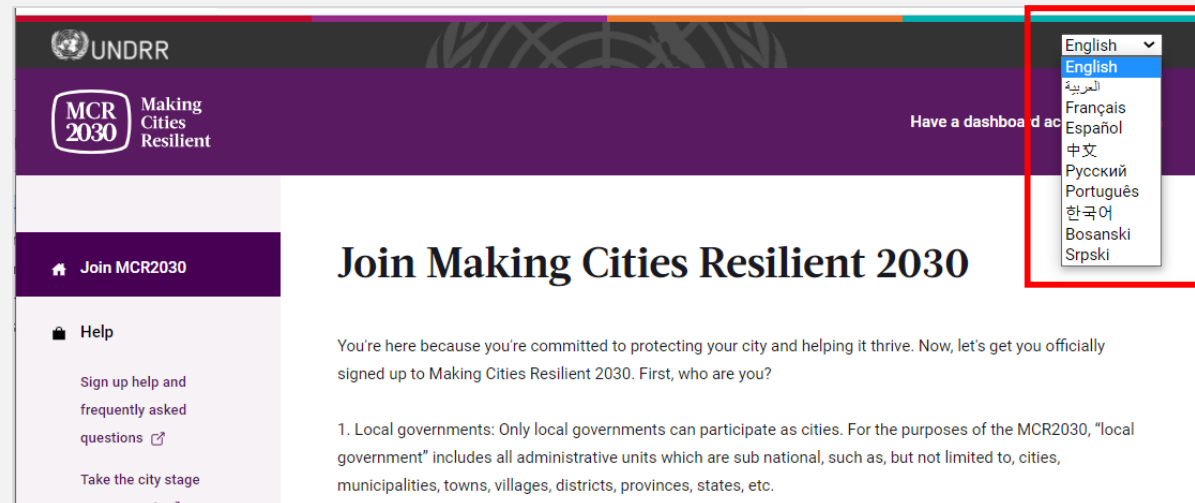 UNDRR
English
English
العربية
Français
Español
中文
Русский
Português
한국어
Bosanski
Srpski
MCR
2030
Making
Cities
Resilient
Have a dashboard ac
Join MCR2030
Help
Sign up help and
frequently asked
questions
Take the city stage
Join Making Cities Resilient 2030
You're here because you're committed to protecting your city and helping it thrive. Now, let's get you officially
signed up to Making Cities Resilient 2030. First, who are you?
1. Local governments: Only local governments can participate as cities. For the purposes of the MCR2030, “local
government” includes all administrative units which are sub national, such as, but not limited to, cities,
municipalities, towns, villages, districts, provinces, states, etc.